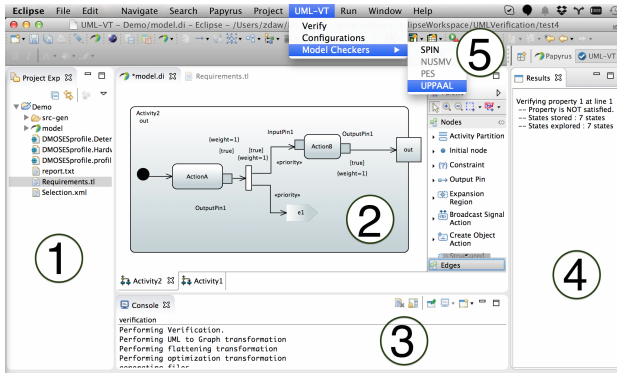 Eclipse File Edit Navigate Search Papyrus Project UML-VT Run Window Help
UML-VT – Demo/model.di – Eclipse – /Users/zdaw/
lipseWorkspace/UMLVerification/test4
Verify
Configurations
Model Checkers
SPIN
NUSMV
PES
UPPAAL
5
Papyrus UML-VT
Project Exp
Demo
src-gen
model
DMOSESprofile.Deter
DMOSESprofile.Hardw
DMOSESprofile.profil
report.txt
Requirements.tl
Selection.xml
1
*model.di Requirements.tl
Activity2
out
{weight=1}
[true]
[true]
{weight=1}
InputPin1
OutputPin1
ActionB
out
«priority»
[true]
{weight=1}
ActionA
«priority»
OutputPin1
e1
2
Activity2 Activity1
Nodes
Activity Partition
Initial node
Constraint
Output Pin
Expansion Region
Broadcast Signal Action
Create Object Action
Edges
Console
verification
Performing Verification.
Performing UML to Graph transformation
Performing flattening transformation
Performing optimization transformation
generating files
3
Results
Verifying property 1 at line 1
-- Property is NOT satisfied.
-- States stored : 7 states
-- States explored : 7 states
4